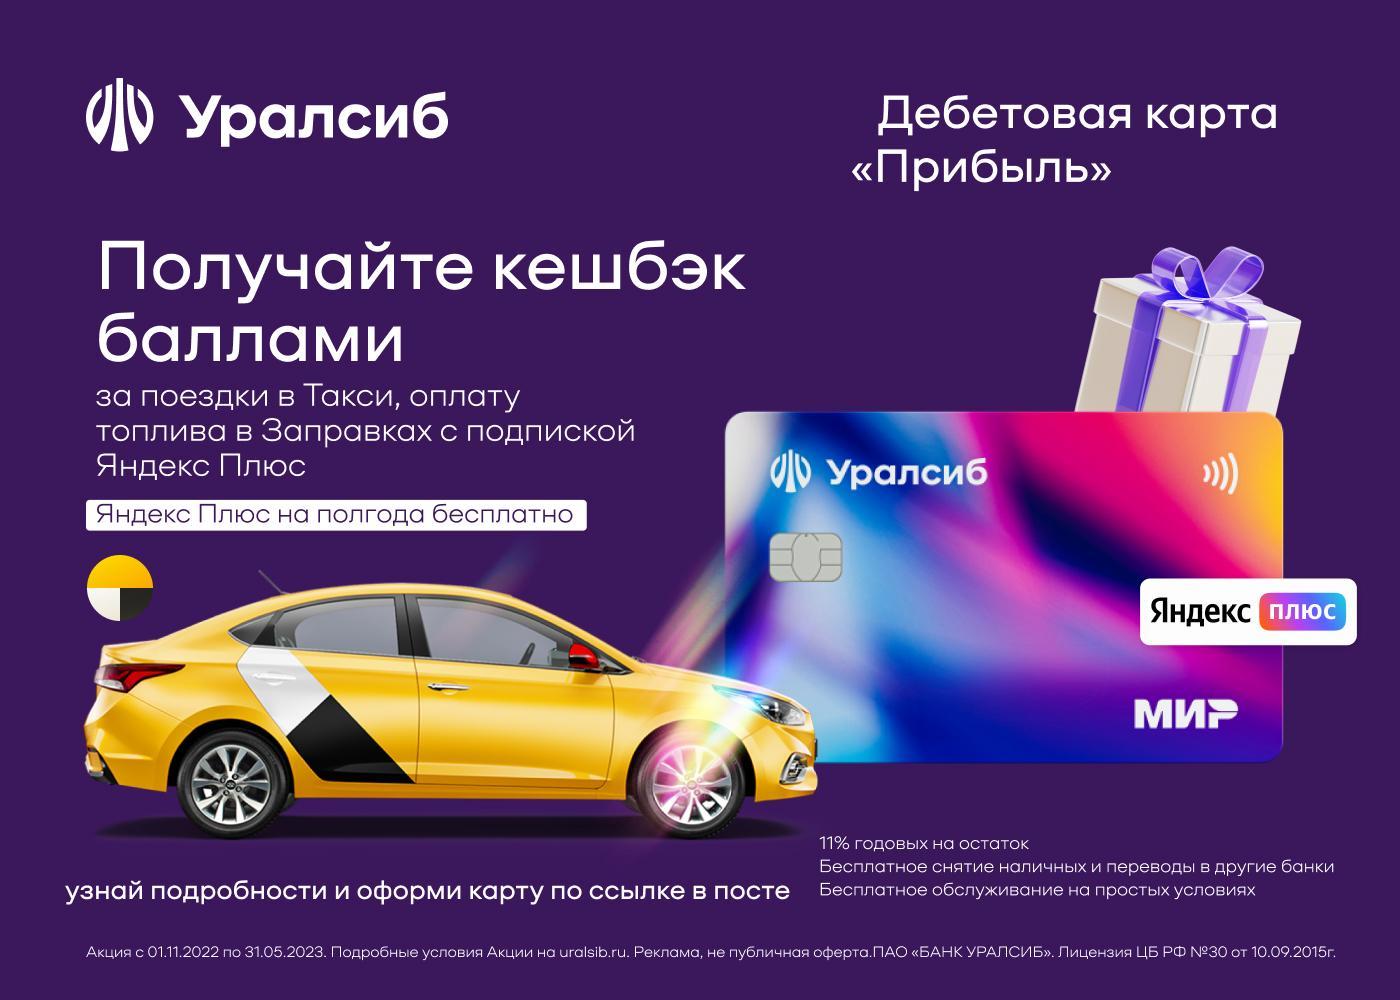 Уралсиб
Дебетовая карта
«Прибыль»
Получайте кешбэк
баллами
за поездки в Такси, оплату
топлива в Заправках с подпиской
Яндекс Плюс
Яндекс Плюс на полгода бесплатно
Уралсиб
Яндекс плюс
МИР
11% годовых на остаток
Бесплатное снятие наличных и переводы в другие банки
Бесплатное обслуживание на простых условиях
узнай подробности и оформи карту по ссылке в посте
Акция с 01.11.2022 по 31.05.2023. Подробные условия Акции на uralsib.ru. Реклама, не публичная оферта.ПАО «БАНК УРАЛСИБ». Лицензия ЦБ РФ №30 от 10.09.2015г.